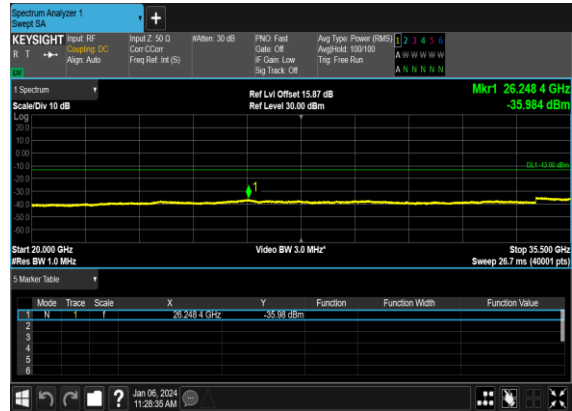 Spectrum Analyzer 1
Swept SA
+
KEYSIGHT Input: RF Input Z: 50 Ω #Atten: 30 dB PNO: Fast Avg Type: Power (RMS) 1 2 3 4 5 6
R T Coupling: DC Corr CCorr Gate: Off Avg|Hold: 100/100 A W W W W W
Align: Auto Freq Ref: Int (S) IF Gain: Low Trig: Free Run
Sig Track: Off A N N N N N
1 Spectrum
Ref Lvl Offset 15.87 dB Mkr1 26.248 4 GHz
Scale/Div 10 dB Ref Level 30.00 dBm -35.984 dBm
Log
20.0
10.0
0.00
-10.0
DL1 -13.00 dBm
-20.0
-30.0
1
-40.0
-50.0
-60.0
Start 20.000 GHz Video BW 3.0 MHz* Stop 35.500 GHz
#Res BW 1.0 MHz Sweep 26.7 ms (40001 pts)
5 Marker Table
Mode Trace Scale X Y Function Function Width Function Value
1 N 1 f 26.248 4 GHz -35.98 dBm
2
3
4
5
6
? Jan 06, 2024
11:28:35 AM